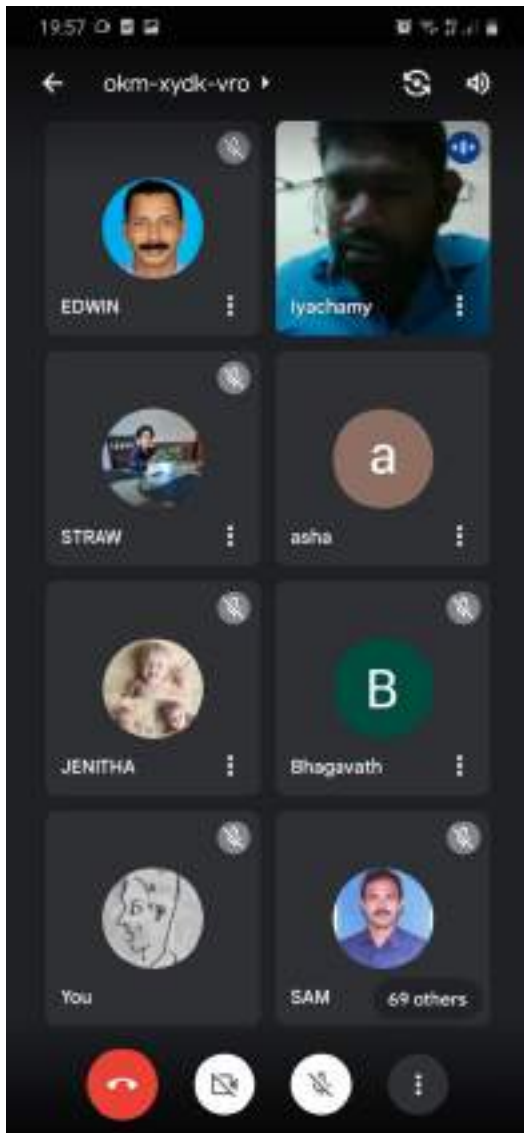 19:57
okm-xydk-vro
EDWIN
Iyachamy
STRAW
a
asha
JENITHA
B
Bhagavath
You
SAM
69 others